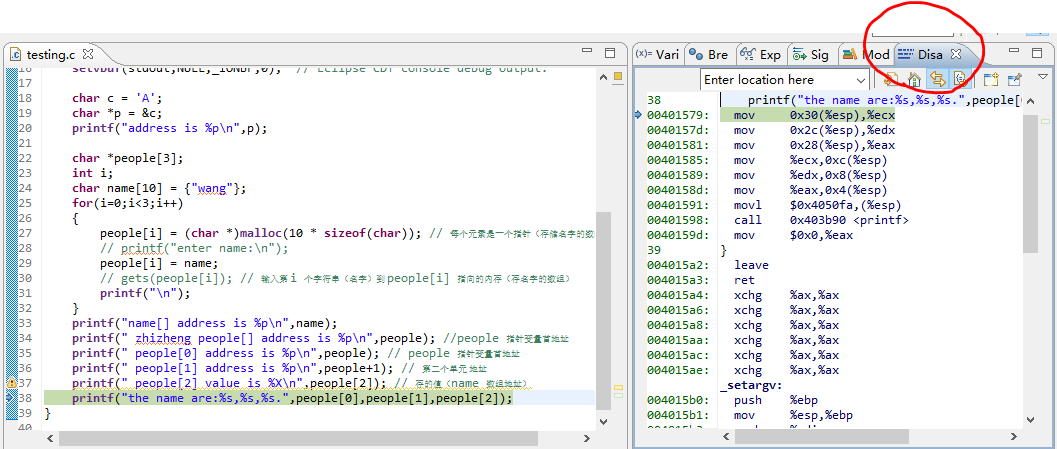 testing.c
(x)= Vari
Bre
Exp
Sig
Mod
Disa
Enter location here
17
18 char c = 'A';
19 char *p = &c;
20 printf("address is %p\n",p);
21
22 char *people[3];
23 int i;
24 char name[10] = {"wang"};
25 for(i=0;i<3;i++)
26 {
27 people[i] = (char *)malloc(10 * sizeof(char)); // 每个元素是一个指针（存储名字的数
28 // printf("enter name:\n");
29 people[i] = name;
30 // gets(people[i]); // 输入第i 个字符串（名字）到people[i] 指向的内存（存名字的数组）
31 printf("\n");
32 }
33 printf("name[] address is %p\n",name);
34 printf(" zhizheng people[] address is %p\n",people); //people 指针变量首地址
35 printf(" people[0] address is %p\n",people); // people 指针变量首地址
36 printf(" people[1] address is %p\n",people+1); // 第二个单元 地址
37 printf(" people[2] value is %X\n",people[2]); // 存的值（name 数组地址）
38 printf("the name are:%s,%s,%s.",people[0],people[1],people[2]);
39 }
40
38 printf("the name are:%s,%s,%s.",people[
00401579: mov 0x30(%esp),%ecx
0040157d: mov 0x2c(%esp),%edx
00401581: mov 0x28(%esp),%eax
00401585: mov %ecx,0xc(%esp)
00401589: mov %edx,0x8(%esp)
0040158d: mov %eax,0x4(%esp)
00401591: movl $0x4050fa,(%esp)
00401598: call 0x403b90 <printf>
0040159d: mov $0x0,%eax
39 }
004015a2: leave
004015a3: ret
004015a4: xchg %ax,%ax
004015a6: xchg %ax,%ax
004015a8: xchg %ax,%ax
004015aa: xchg %ax,%ax
004015ac: xchg %ax,%ax
004015ae: xchg %ax,%ax
_setargv:
004015b0: push %ebp
004015b1: mov %esp,%ebp